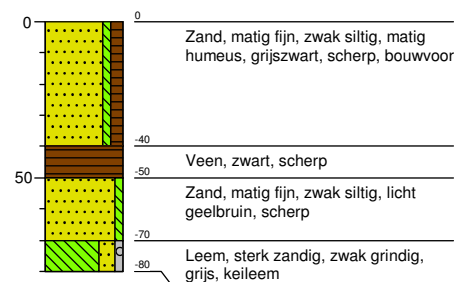 0
0
Zand, matig fijn, zwak siltig, matig
humeus, grijszwart, scherp, bouwvoor
-40
Veen, zwart, scherp
50
-50
Zand, matig fijn, zwak siltig, licht
geelbruin, scherp
-70
Leem, sterk zandig, zwak grindig,
grijs, keileem
-80